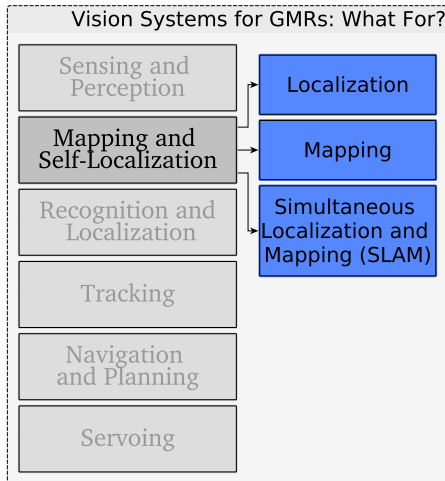 Vision Systems for GMRs: What For?
Sensing and
Perception
Mapping and
Self-Localization
Recognition and
Localization
Tracking
Navigation
and Planning
Servoing
Localization
Mapping
Simultaneous
Localization and
Mapping (SLAM)